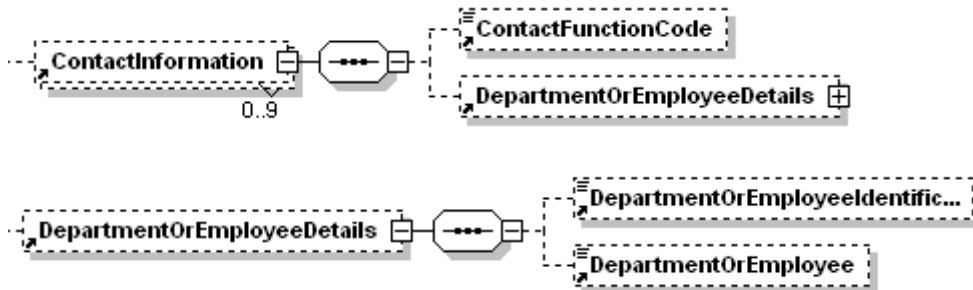 ContactFunctionCode
ContactInformation
0..9
DepartmentOrEmployeeDetails
DepartmentOrEmployeeIdentific...
DepartmentOrEmployeeDetails
DepartmentOrEmployee